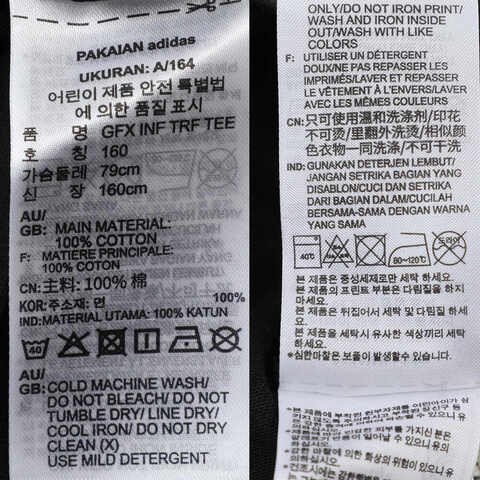 PAKAIAN adidas
UKURAN: A/164
어린이 제품 안전 특별법
에 의한 품질 표시
품 명 GFX INF TRF TEE
호 칭 160
가슴둘레 79cm
신 장 160cm
AU/
GB: MAIN MATERIAL:
100% COTTON
F: MATIERE PRINCIPALE:
100% COTON
CN: 主料: 100% 棉
KOR: 주소재: 면 100%
IND: MATERIAL UTAMA: 100% KATUN
40
AU/
GB: COLD MACHINE WASH/
DO NOT BLEACH/ DO NOT
TUMBLE DRY/ LINE DRY/
COOL IRON/ DO NOT DRY
CLEAN (X)
USE MILD DETERGENT
ONLY/DO NOT IRON PRINT/
WASH AND IRON INSIDE
OUT/WASH WITH LIKE
COLORS
F: UTILISER UN DÉTERGENT
DOUX/NE PAS REPASSER LES
IMPRIMÉS/LAVER ET REPASSER
LE VÊTEMENT À L'ENVERS/LAVER
AVEC LES MÊMES COULEURS
CN: 只可使用温和洗涤剂/印花
不可烫/里翻外洗烫/相似颜
色衣物一同洗涤/不可干洗
IND: GUNAKAN DETERJEN LEMBUT/
JANGAN SETRIKA BAGIAN YANG
DISABLON/CUCI DAN SETRIKA
DARI BAGIAN DALAM/CUCILAH
BERSAMA-SAMA DENGAN WARNA
YANG SAMA
40℃ 80~120℃ 드라이
본 제품은 중성세제로만 세탁 하세요.
본 제품의 프린트 부분은 다림질 하지
마세요.
본 제품은 뒤집어서 세탁 및 다림질 하세
요.
본 제품을 세탁시 유사한 색상끼리 세탁
하세요.
*심한마찰은 보풀이 발생할수 있습니다.